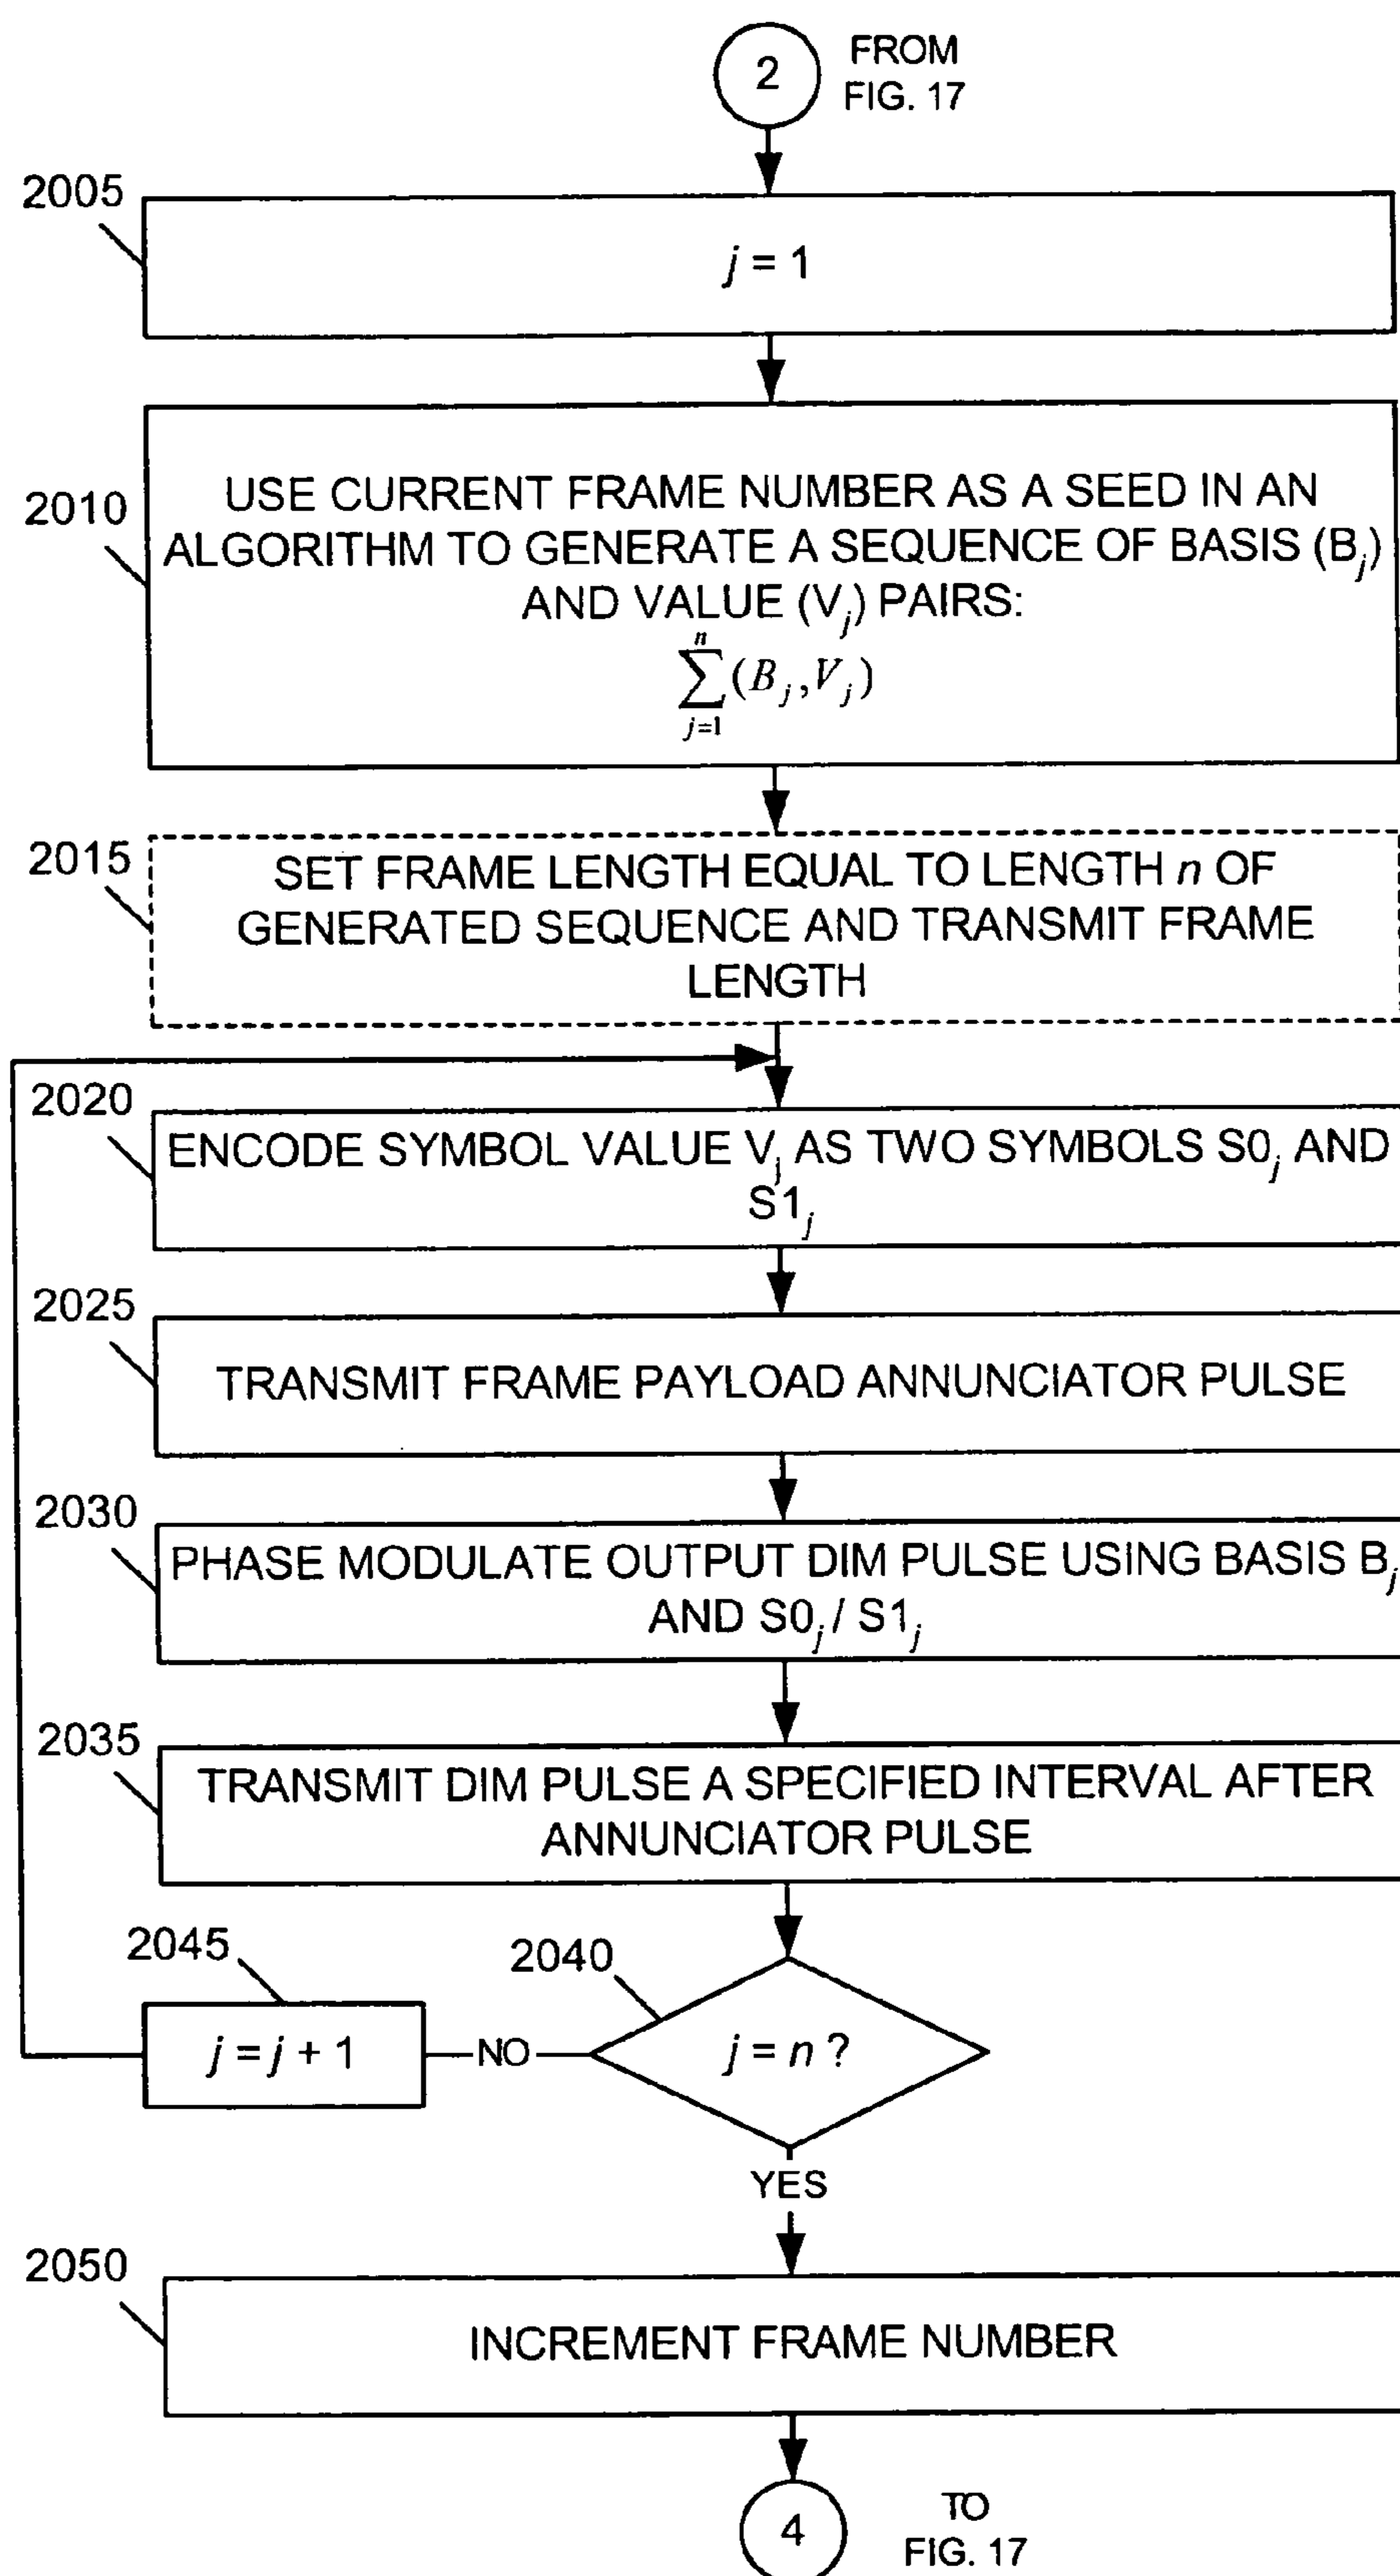 2
FROM
FIG. 17
2005
j = 1
2010
USE CURRENT FRAME NUMBER AS A SEED IN AN
ALGORITHM TO GENERATE A SEQUENCE OF BASIS (Bj)
AND VALUE (Vj) PAIRS:
n
∑(Bj,Vj)
j=1
2015
SET FRAME LENGTH EQUAL TO LENGTH n OF
GENERATED SEQUENCE AND TRANSMIT FRAME
LENGTH
2020
ENCODE SYMBOL VALUE Vj AS TWO SYMBOLS S0j AND
S1j
2025
TRANSMIT FRAME PAYLOAD ANNUNCIATOR PULSE
2030
PHASE MODULATE OUTPUT DIM PULSE USING BASIS Bj
AND S0j / S1j
2035
TRANSMIT DIM PULSE A SPECIFIED INTERVAL AFTER
ANNUNCIATOR PULSE
2045
2040
j = j + 1
NO
j = n ?
YES
2050
INCREMENT FRAME NUMBER
4
TO
FIG. 17